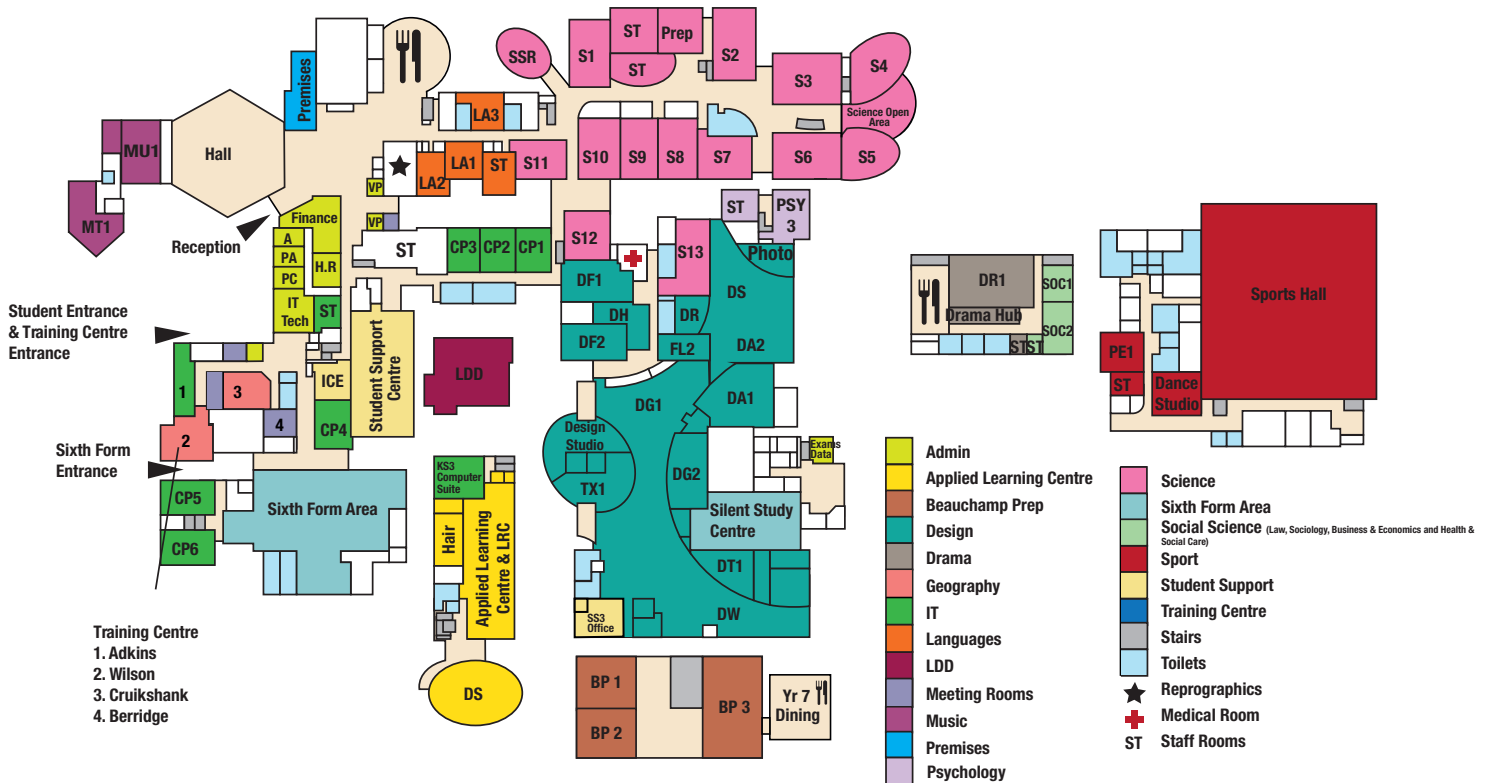 SSR
S1
ST
Prep
ST
S2
S3
S4
Science Open
Area
S5
S6
S7
S8
S9
S10
S11
Premises
LA3
LA1
LA2
ST
MU1
Hall
MT1
VP
VP
Reception
Finance
A
PA
PC
H.R
IT
Tech
ST
ST
CP3
CP2
CP1
S12
S13
ST
PSY
3
Photo
DF1
DH
DF2
DR
FL2
DS
DA2
DA1
DG1
DG2
Design
Studio
TX1
Exams
Data
Silent Study
Centre
DT1
DW
SS3
Office
Student Entrance
& Training Centre
Entrance
1
2
3
4
ICE
CP4
Student Support
Centre
LDD
Sixth Form
Entrance
CP5
CP6
Sixth Form Area
KS3
Computer
Suite
Hair
Applied Learning
Centre & LRC
DS
BP 1
BP 2
BP 3
Yr 7
Dining
DR1
Drama Hub
SOC1
SOC2
ST
ST
Sports Hall
PE1
ST
Dance
Studio
Training Centre
1. Adkins
2. Wilson
3. Cruikshank
4. Berridge
Admin
Applied Learning Centre
Beauchamp Prep
Design
Drama
Geography
IT
Languages
LDD
Meeting Rooms
Music
Premises
Psychology
Science
Sixth Form Area
Social Science (Law, Sociology, Business & Economics and Health &
Social Care)
Sport
Student Support
Training Centre
Stairs
Toilets
Reprographics
Medical Room
ST Staff Rooms